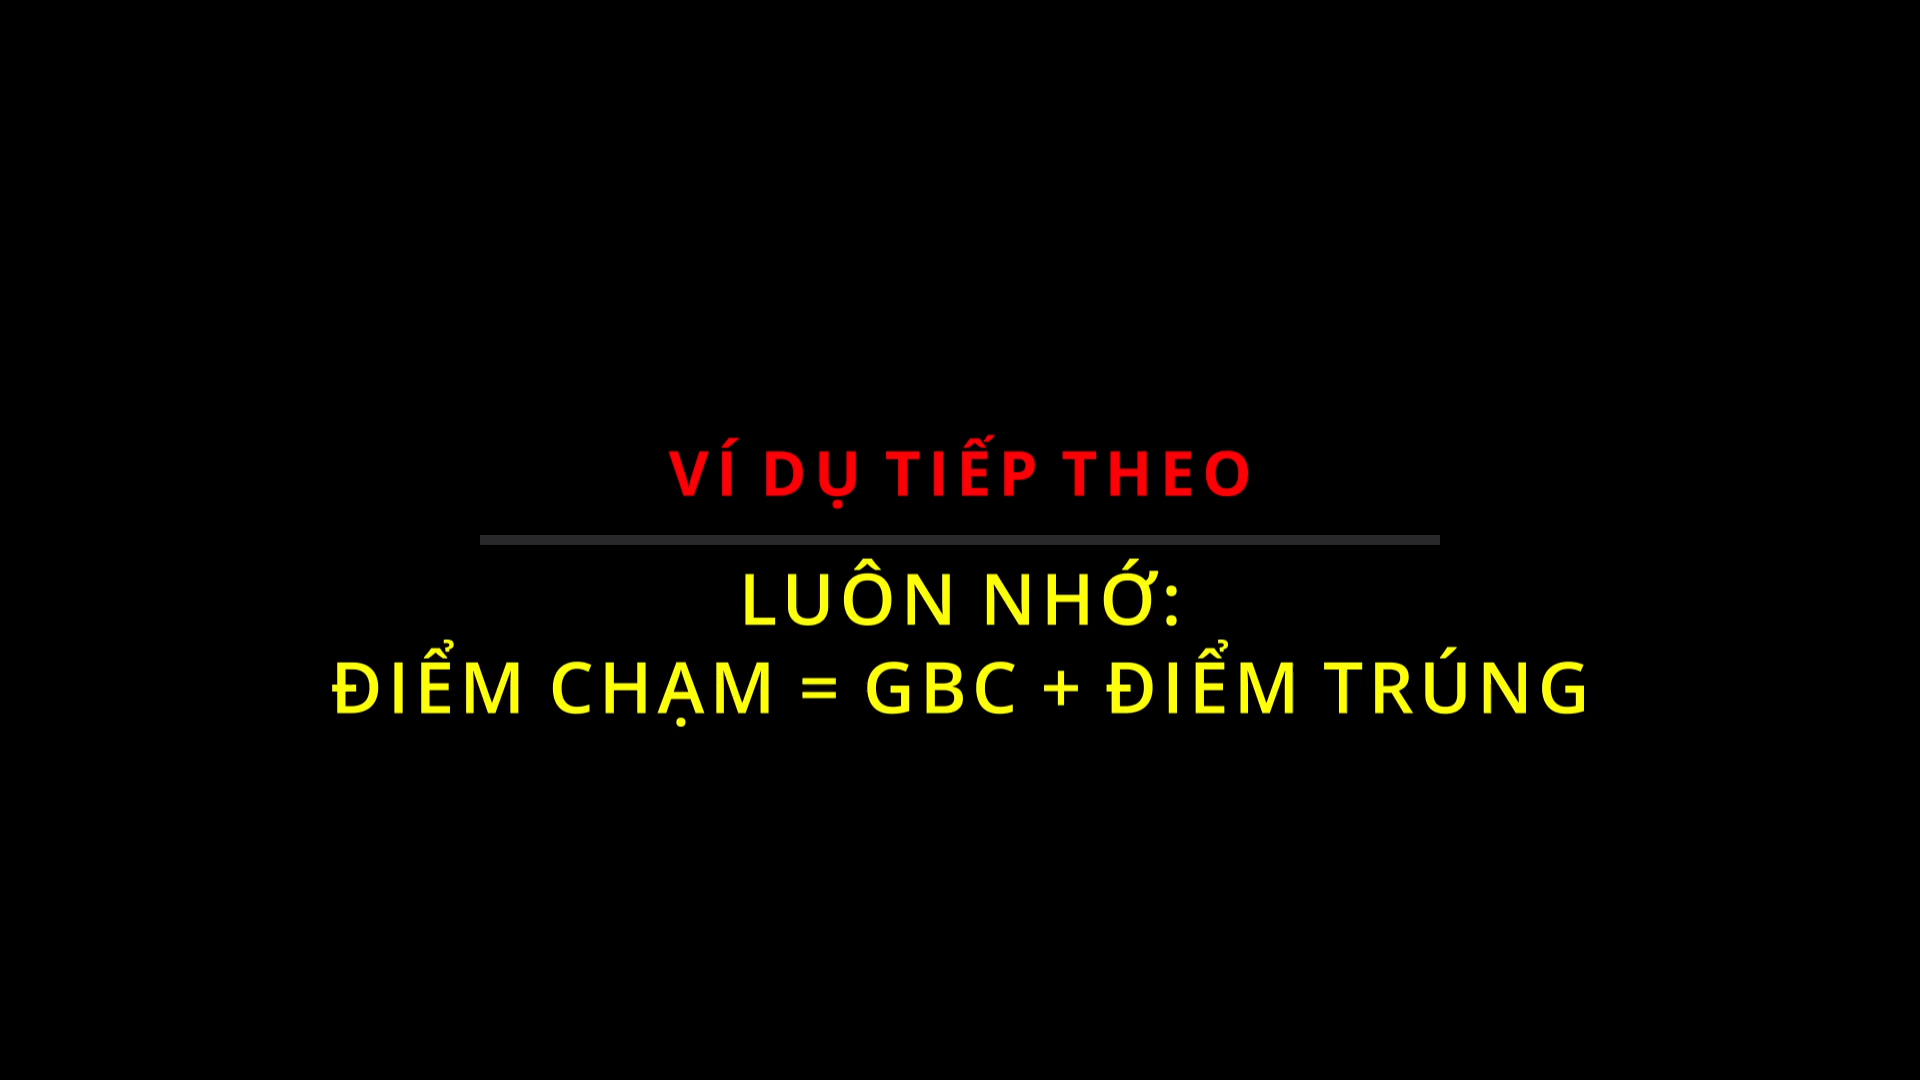 VÍ DỤ TIẾP THEO
LUÔN NHỚ:
ĐIỂM CHẠM = GBC + ĐIỂM TRÚNG